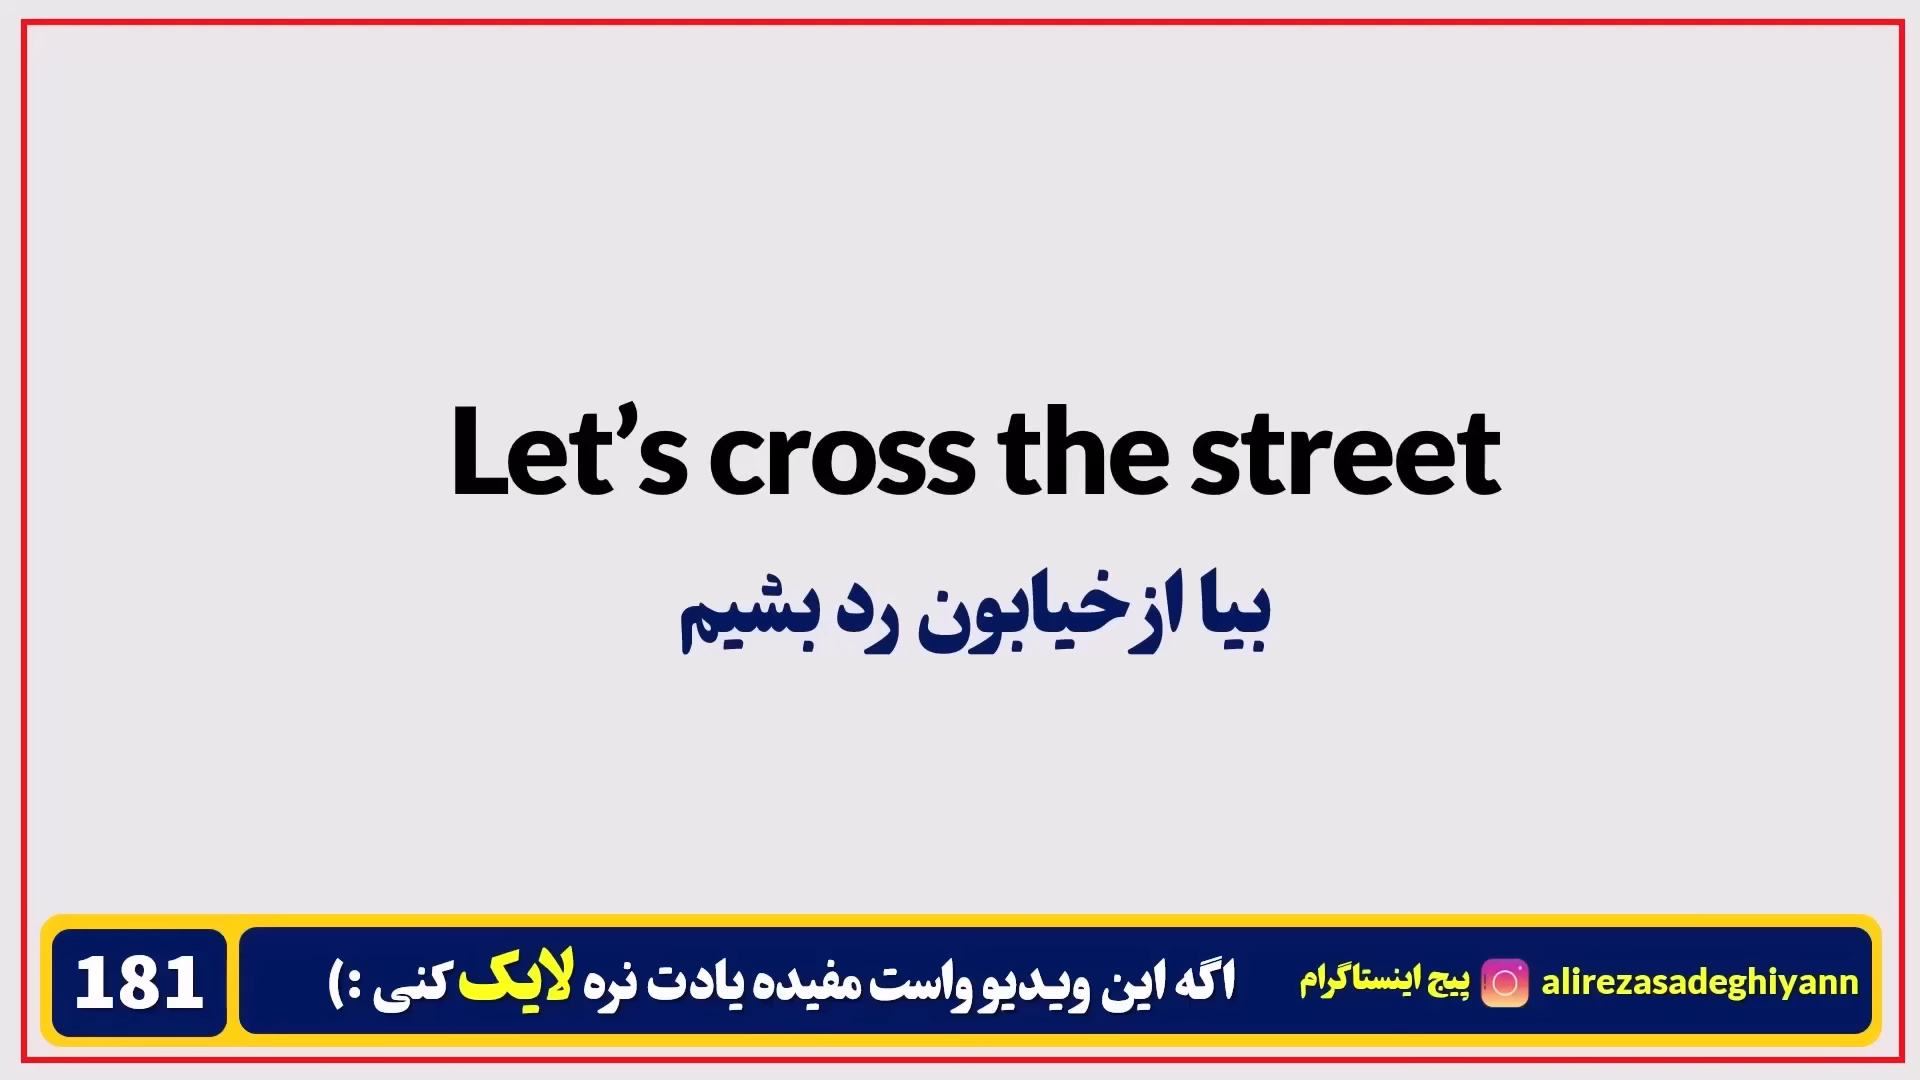 Let’s cross the street
بیا از خیابون رد بشیم
181
اگه این ویدیو واست مفیده یادت نره لایک کنی :)
پیج اینستاگرام
alirezasadeghiyann